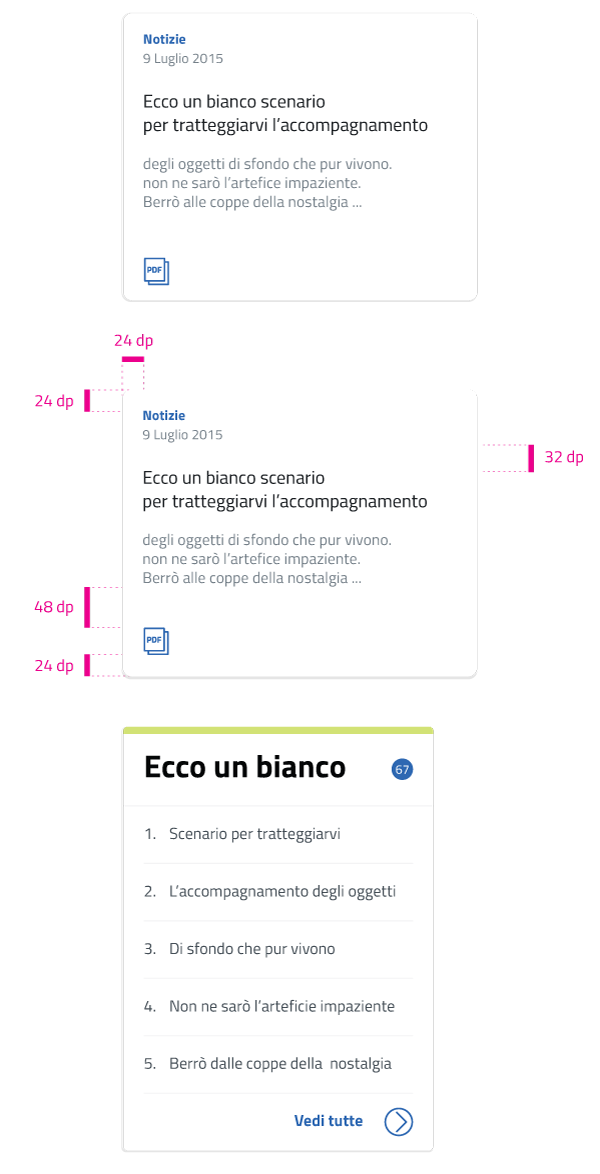 Notizie
9 Luglio 2015
Ecco un bianco scenario
per tratteggiarvi l'accompagnamento
degli oggetti di sfondo che pur vivono.
non ne sarò l'artefice impaziente.
Berrò alle coppe della nostalgia ...
PDF
24 dp
24 dp
Notizie
9 Luglio 2015
32 dp
Ecco un bianco scenario
per tratteggiarvi l'accompagnamento
degli oggetti di sfondo che pur vivono.
non ne sarò l'artefice impaziente.
Berrò alle coppe della nostalgia ...
48 dp
PDF
24 dp
Ecco un bianco
67
1. Scenario per tratteggiarvi
2. L'accompagnamento degli oggetti
3. Di sfondo che pur vivono
4. Non ne sarò l'arteficie impaziente
5. Berrò dalle coppe della nostalgia
Vedi tutte